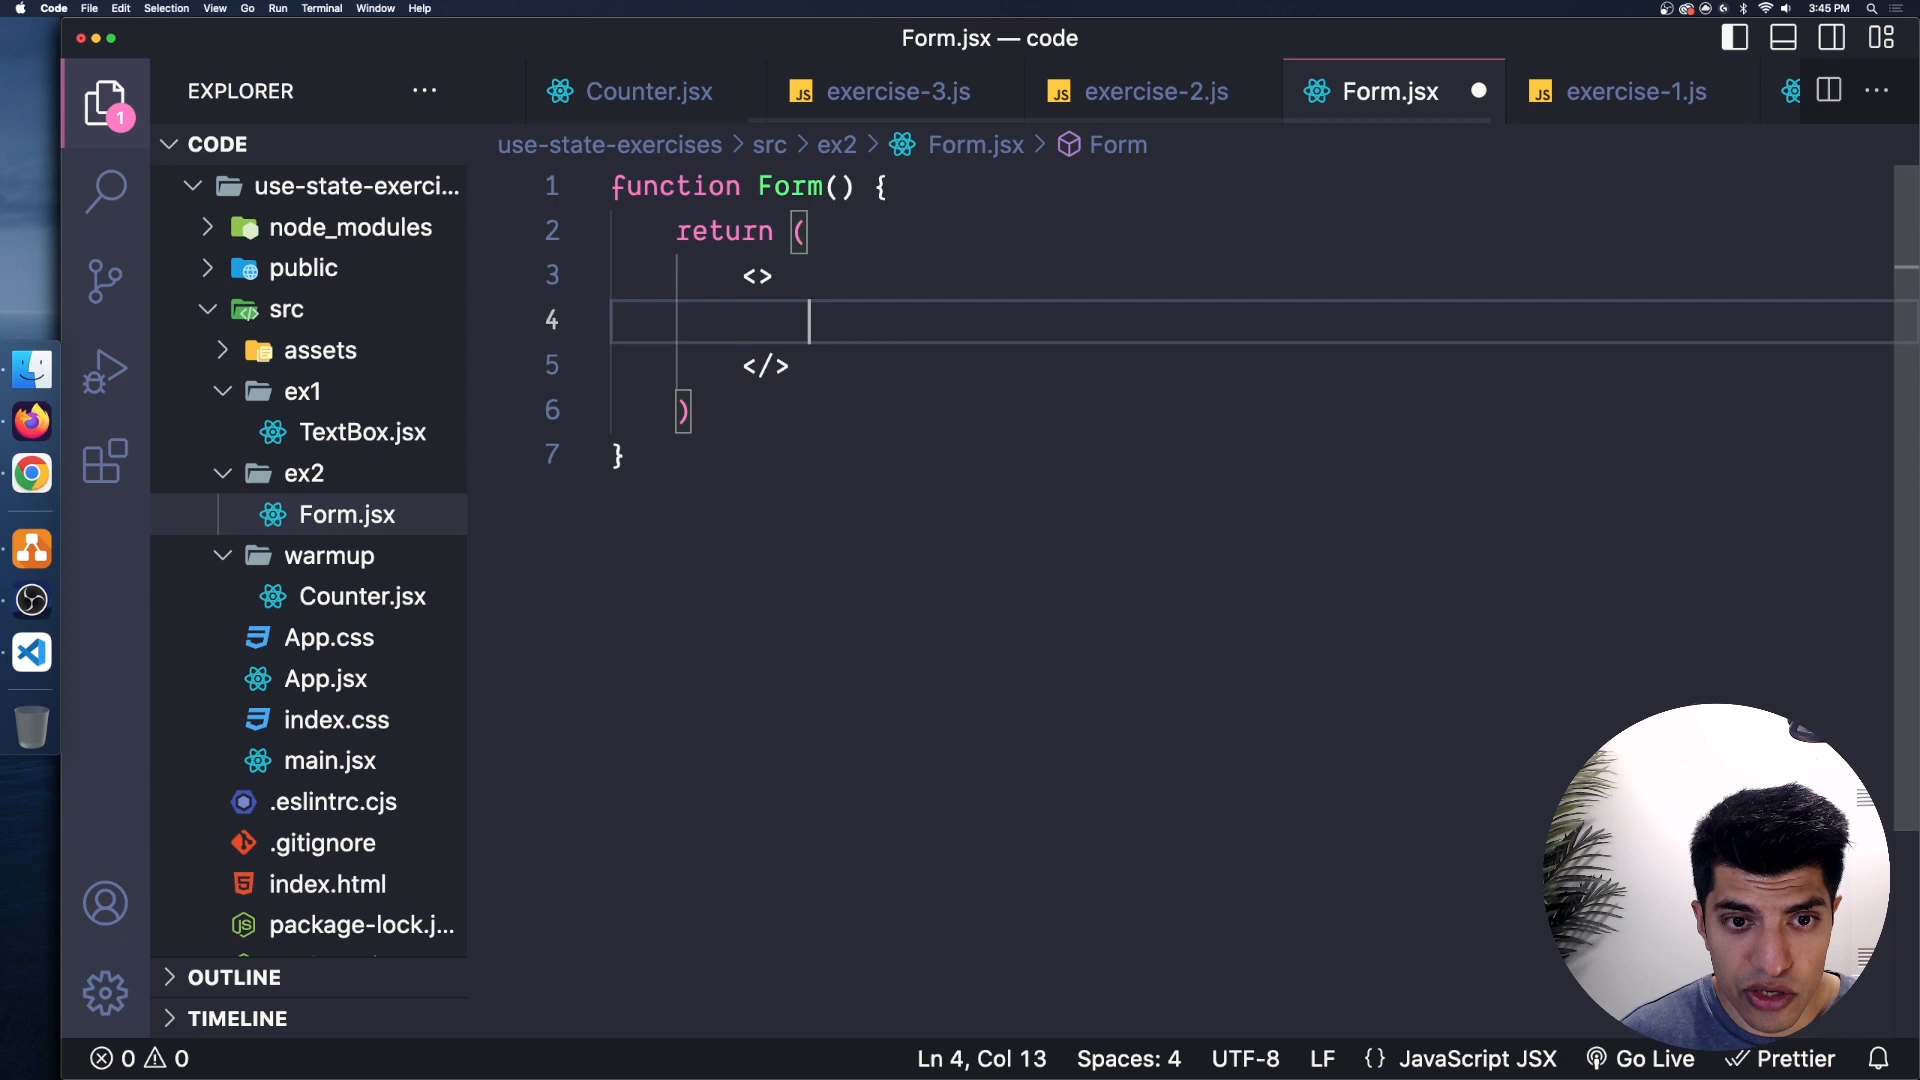 Code File Edit Selection View Go Run Terminal Window Help 3:45 PM
Form.jsx — code
EXPLORER
Counter.jsx
JS exercise-3.js
JS exercise-2.js
Form.jsx
JS exercise-1.js
1
CODE
use-state-exerci...
node_modules
public
src
assets
ex1
TextBox.jsx
ex2
Form.jsx
warmup
Counter.jsx
App.css
App.jsx
index.css
main.jsx
.eslintrc.cjs
.gitignore
index.html
package-lock.j...
OUTLINE
TIMELINE
use-state-exercises > src > ex2 > Form.jsx > Form
1 function Form() {
2 return (
3 <>
4
5 </>
6 )
7 }
0 0
Ln 4, Col 13 Spaces: 4 UTF-8 LF {} JavaScript JSX Go Live Prettier